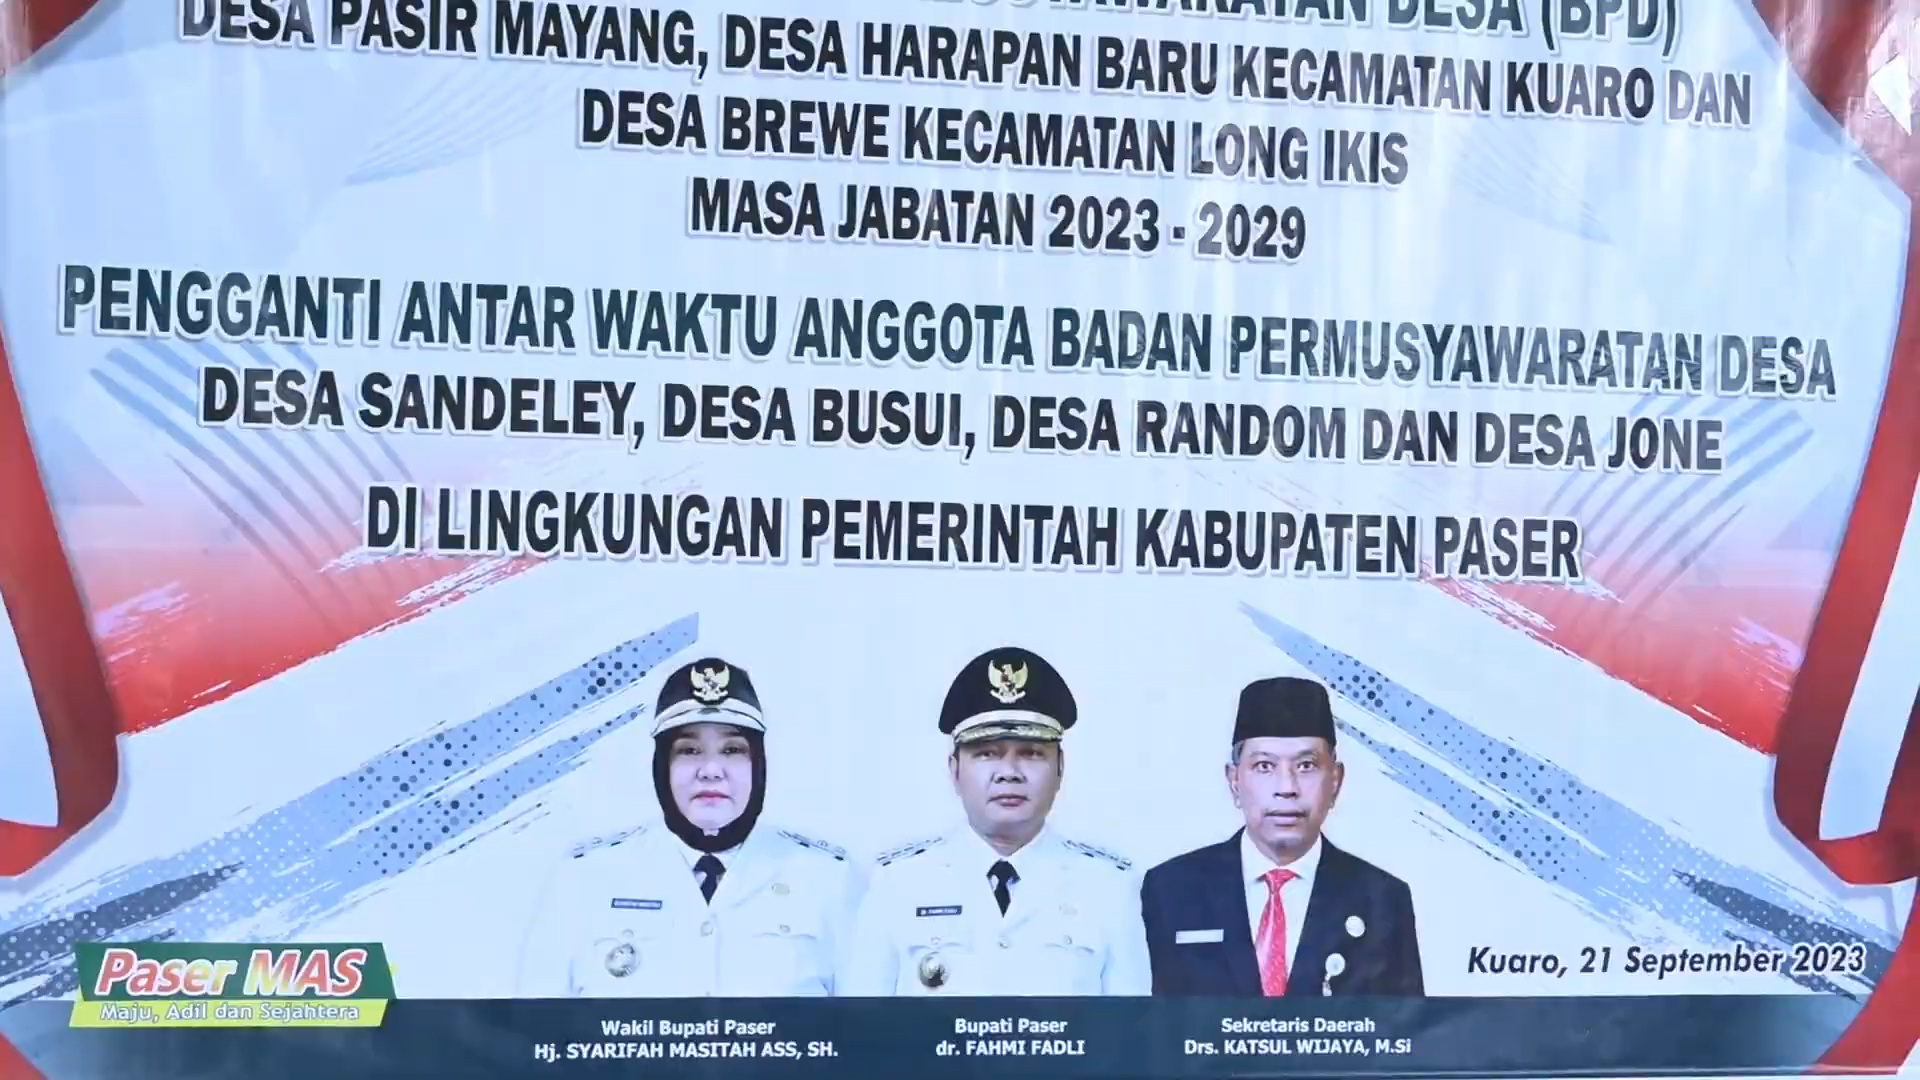 DESA (BPD)
DESA PASIR MAYANG, DESA HARAPAN BARU KECAMATAN KUARO DAN
DESA BREWE KECAMATAN LONG IKIS
MASA JABATAN 2023 - 2029
PENGGANTI ANTAR WAKTU ANGGOTA BADAN PERMUSYAWARATAN DESA
DESA SANDELEY, DESA BUSUI, DESA RANDOM DAN DESA JONE
DI LINGKUNGAN PEMERINTAH KABUPATEN PASER
Paser MAS
Maju, Adil dan Sejahtera
Kuaro, 21 September 2023
Wakil Bupati Paser
Hj. SYARIFAH MASITAH ASS, SH.
Bupati Paser
dr. FAHMI FADLI
Sekretaris Daerah
Drs. KATSUL WIJAYA, M.Si